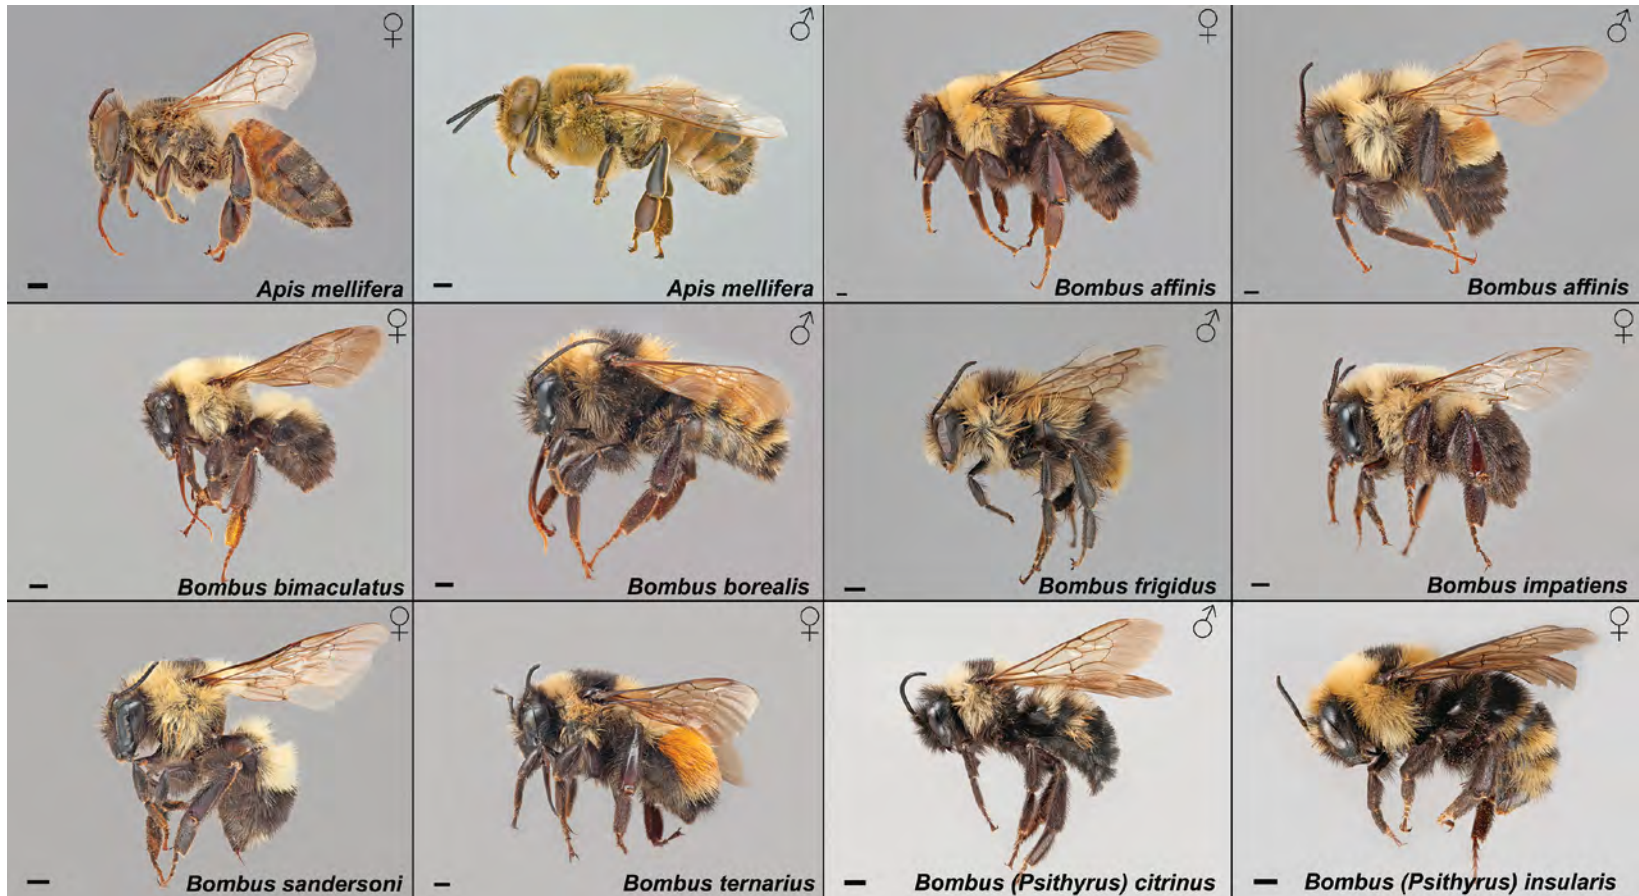 ♀
Apis mellifera
♂
Apis mellifera
♀
Bombus affinis
♂
Bombus affinis
♀
Bombus bimaculatus
♂
Bombus borealis
♂
Bombus frigidus
♀
Bombus impatiens
♀
Bombus sandersoni
♀
Bombus ternarius
♂
Bombus (Psithyrus) citrinus
♀
Bombus (Psithyrus) insularis